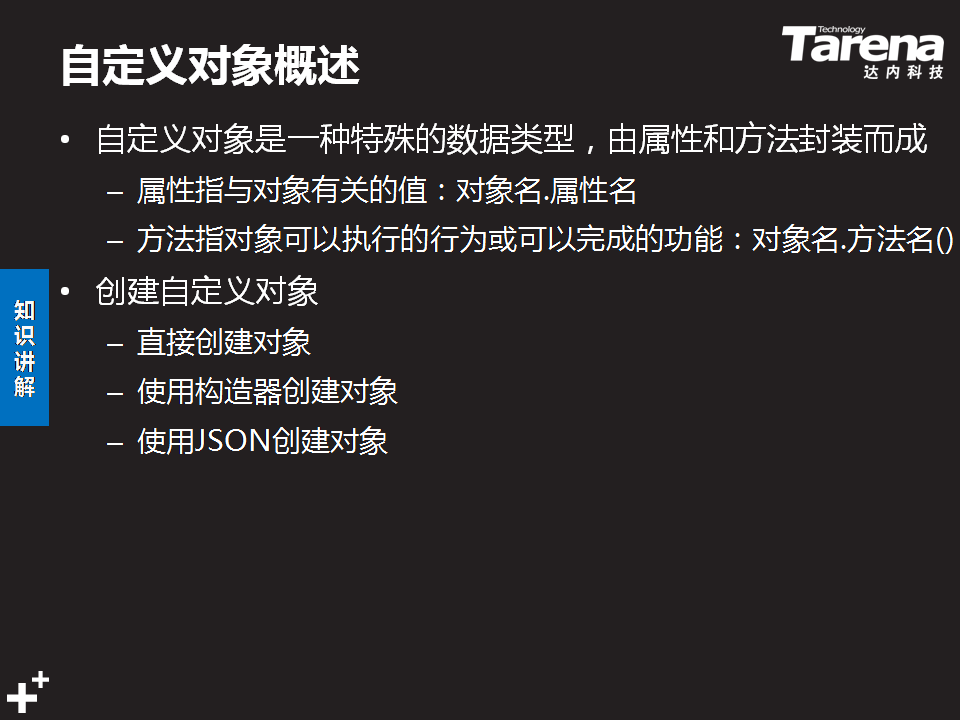 自定义对象概述
Technology
Tarena
达内科技
• 自定义对象是一种特殊的数据类型，由属性和方法封装而成
– 属性指与对象有关的值：对象名.属性名
– 方法指对象可以执行的行为或可以完成的功能：对象名.方法名()
• 创建自定义对象
– 直接创建对象
– 使用构造器创建对象
– 使用JSON创建对象
知识讲解